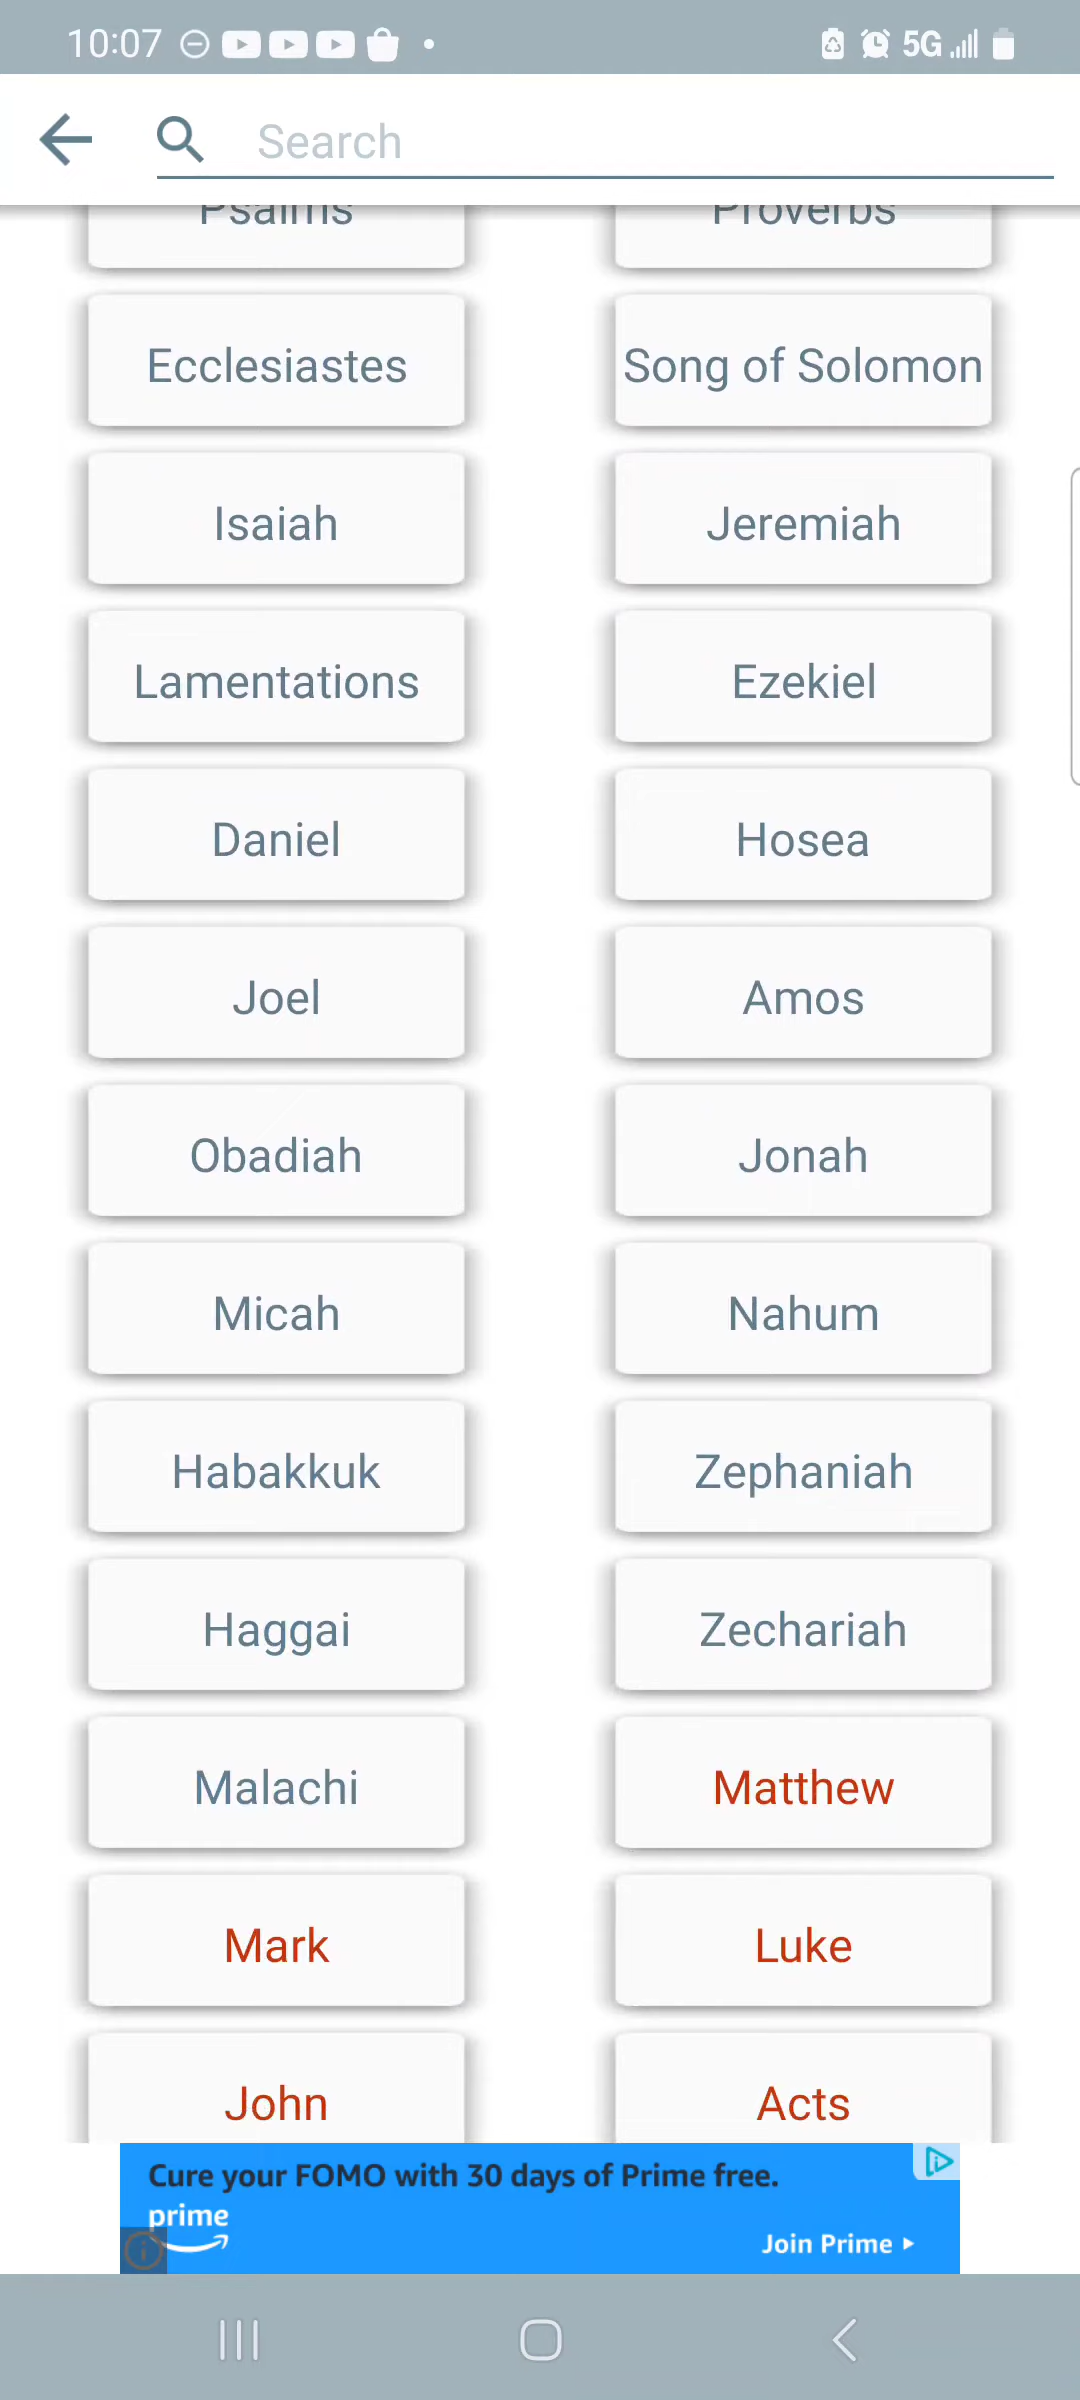 10:07 5G
Search
Psalms Proverbs
Ecclesiastes Song of Solomon
Isaiah Jeremiah
Lamentations Ezekiel
Daniel Hosea
Joel Amos
Obadiah Jonah
Micah Nahum
Habakkuk Zephaniah
Haggai Zechariah
Malachi Matthew
Mark Luke
John Acts
Cure your FOMO with 30 days of Prime free.
prime
Join Prime